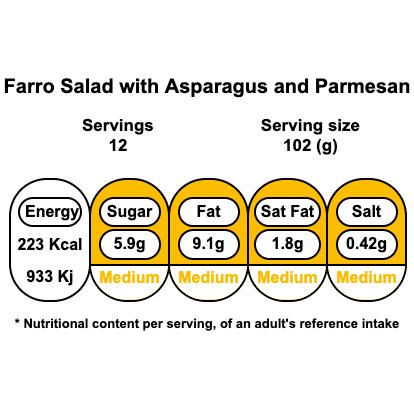 Farro Salad with Asparagus and Parmesan
Servings Serving size
12 102 (g)
Energy Sugar Fat Sat Fat Salt
223 Kcal 5.9g 9.1g 1.8g 0.42g
933 Kj Medium Medium Medium Medium
* Nutritional content per serving, of an adult's reference intake